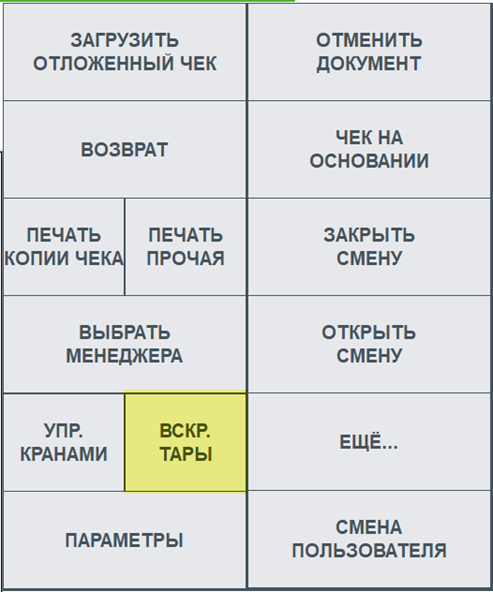 ЗАГРУЗИТЬ
ОТЛОЖЕННЫЙ ЧЕК
ОТМЕНИТЬ
ДОКУМЕНТ
ВОЗВРАТ
ЧЕК НА
ОСНОВАНИИ
ПЕЧАТЬ
КОПИИ ЧЕКА
ПЕЧАТЬ
ПРОЧАЯ
ЗАКРЫТЬ
СМЕНУ
ВЫБРАТЬ
МЕНЕДЖЕРА
ОТКРЫТЬ
СМЕНУ
УПР.
КРАНАМИ
ВСКР.
ТАРЫ
ЕЩЁ...
ПАРАМЕТРЫ
СМЕНА
ПОЛЬЗОВАТЕЛЯ